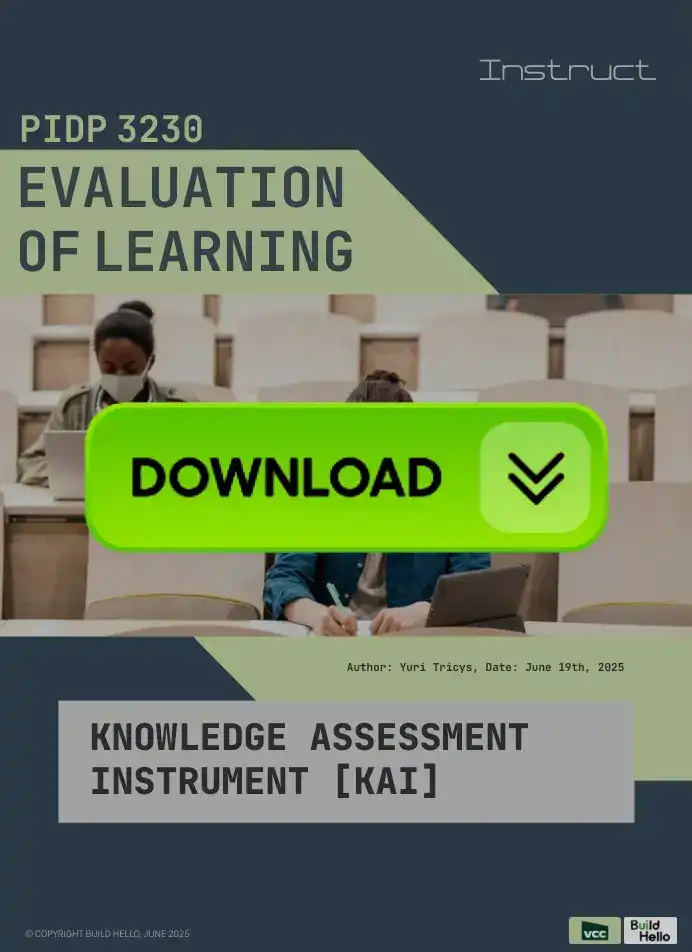 Instruct
PIDP 3230
EVALUATION
OF LEARNING
DOWNLOAD
Author: Yuri Tricys, Date: June 19th, 2025
KNOWLEDGE ASSESSMENT
INSTRUMENT [KAI]
© COPYRIGHT BUILD HELLO, JUNE 2025
vcc
Build
Hello